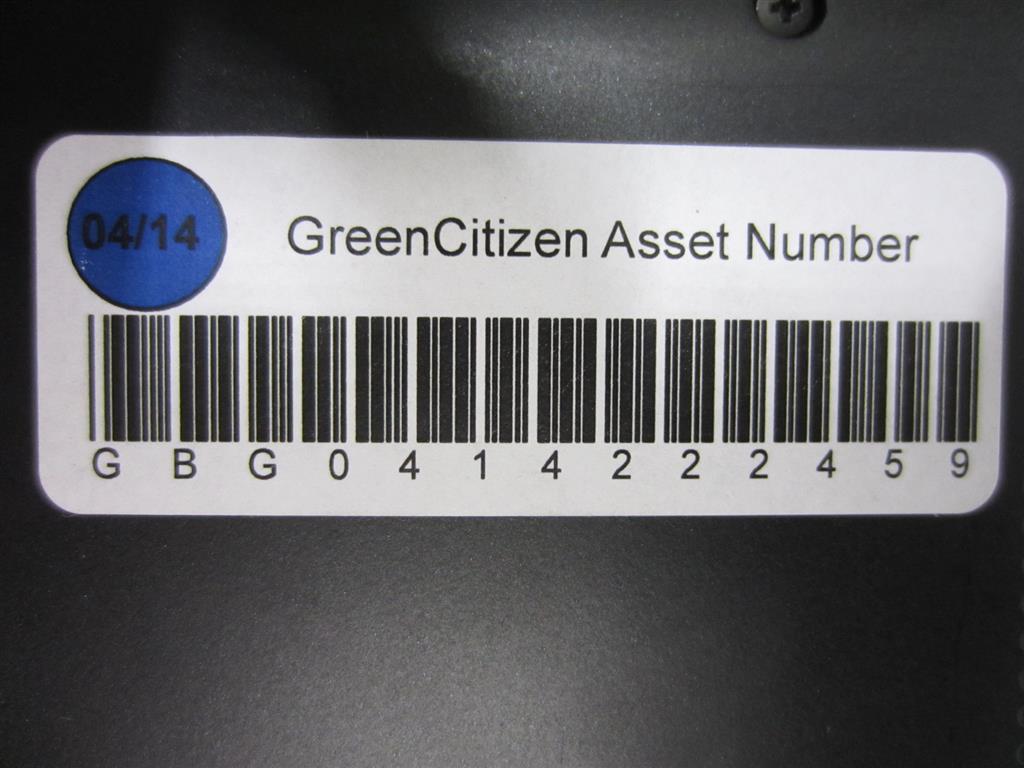 04/14
GreenCitizen Asset Number
G B G 0 4 1 4 2 2 2 4 5 9